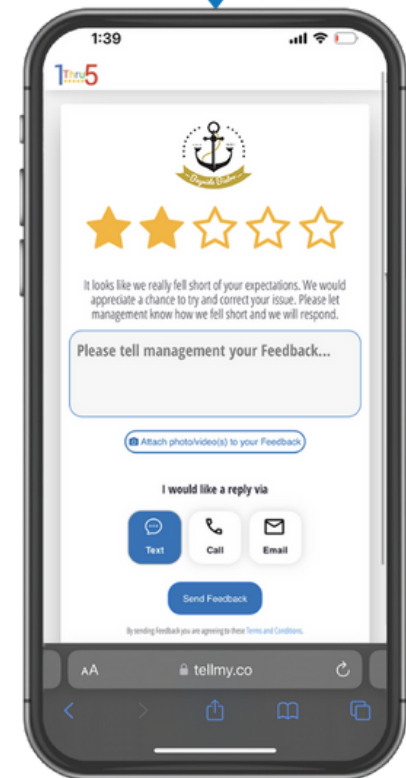 1:39
1Thru5
Bayside Bistro
It looks like we really fell short of your expectations. We would
appreciate a chance to try and correct your issue. Please let
management know how we fell short and we will respond.
Please tell management your Feedback...
Attach photo/video(s) to your Feedback
I would like a reply via
Text Call Email
Send Feedback
By sending Feedback you are agreeing to these Terms and Conditions.
AA tellmy.co